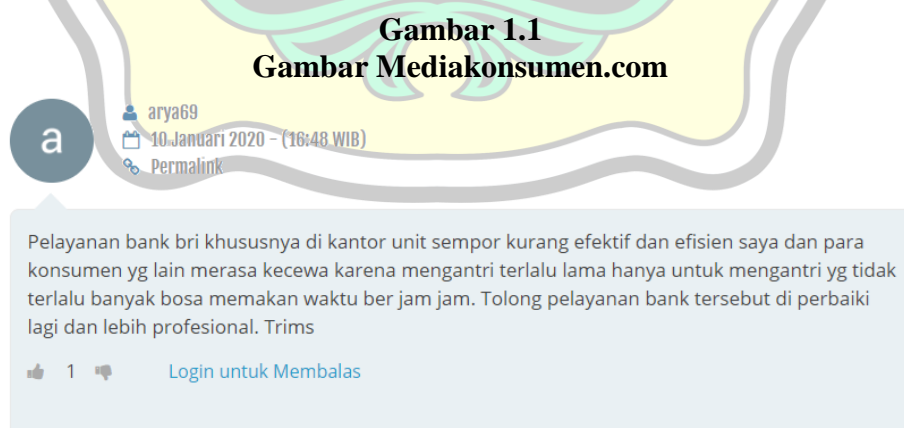 Gambar 1.1
Gambar Mediakonsumen.com
a
arya69
10 Januari 2020 - (16:48 WIB)
Permalink
Pelayanan bank bri khususnya di kantor unit sempor kurang efektif dan efisien saya dan para
konsumen yg lain merasa kecewa karena mengantri terlalu lama hanya untuk mengantri yg tidak
terlalu banyak bosa memakan waktu ber jam jam. Tolong pelayanan bank tersebut di perbaiki
lagi dan lebih profesional. Trims
1 Login untuk Membalas